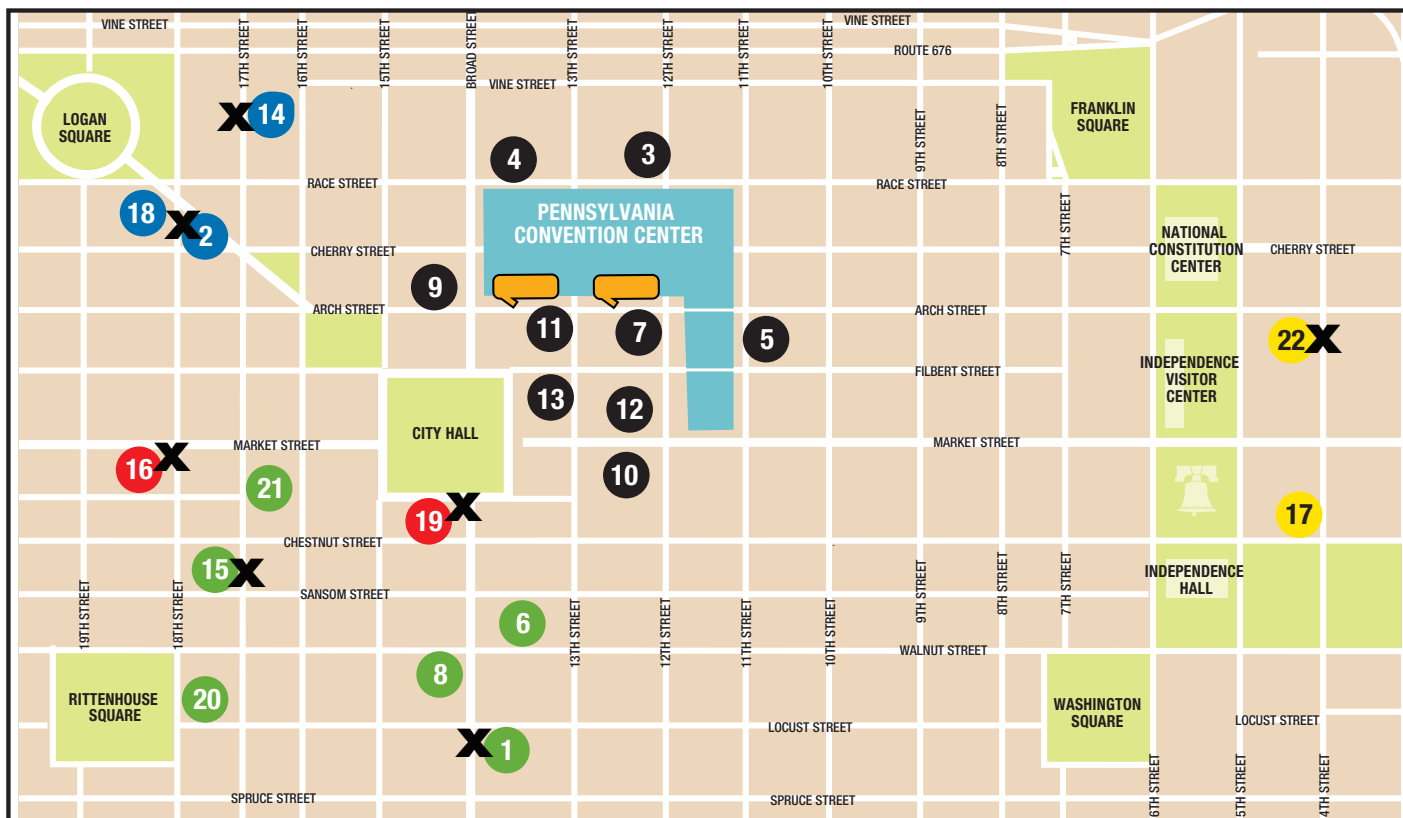 VINE STREET
VINE STREET
17TH STREET
16TH STREET
15TH STREET
BROAD STREET
13TH STREET
12TH STREET
11TH STREET
10TH STREET
ROUTE 676
VINE STREET
LOGAN
SQUARE
X
14
FRANKLIN
SQUARE
9TH STREET
8TH STREET
4
3
RACE STREET
RACE STREET
18
X
2
PENNSYLVANIA
CONVENTION CENTER
7TH STREET
NATIONAL
CONSTITUTION
CENTER
CHERRY STREET
CHERRY STREET
9
ARCH STREET
ARCH STREET
11
7
5
22
X
INDEPENDENCE
VISITOR
CENTER
FILBERT STREET
13
12
CITY HALL
MARKET STREET
MARKET STREET
16
X
21
10
19
X
17
CHESTNUT STREET
15
X
INDEPENDENCE
HALL
SANSOM STREET
19TH STREET
18TH STREET
6
13TH STREET
12TH STREET
11TH STREET
10TH STREET
9TH STREET
8TH STREET
7TH STREET
WALNUT STREET
8
RITTENHOUSE
SQUARE
20
WASHINGTON
SQUARE
LOCUST STREET
LOCUST STREET
X
1
SPRUCE STREET
SPRUCE STREET
6TH STREET
5TH STREET
4TH STREET